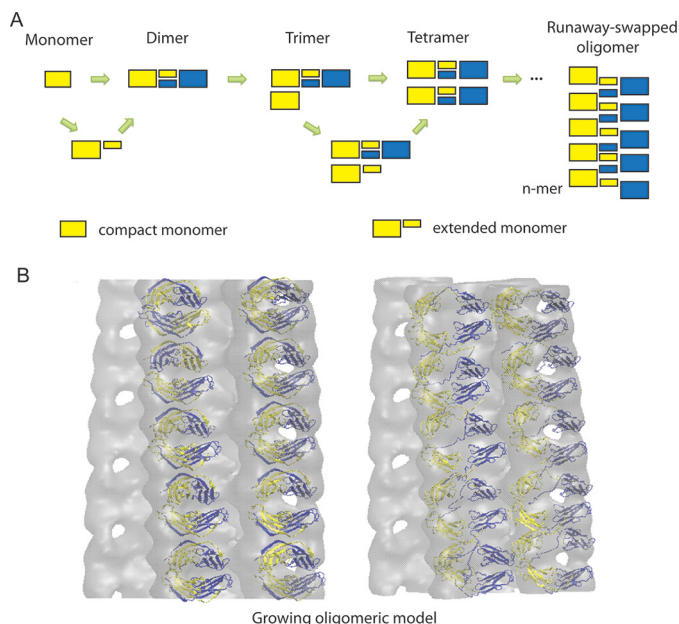 A
Monomer
Dimer
Trimer
Tetramer
Runaway-swapped
oligomer
...
n-mer
compact monomer
extended monomer
B
Growing oligomeric model